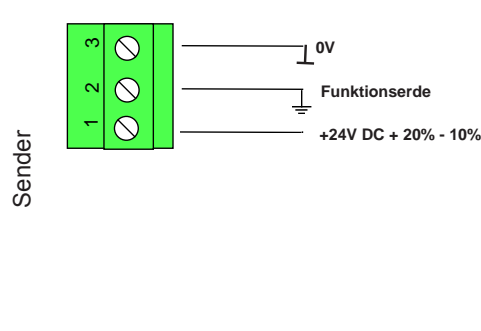 3 0V
2 Funktionserde
1 +24V DC + 20% - 10%
Sender